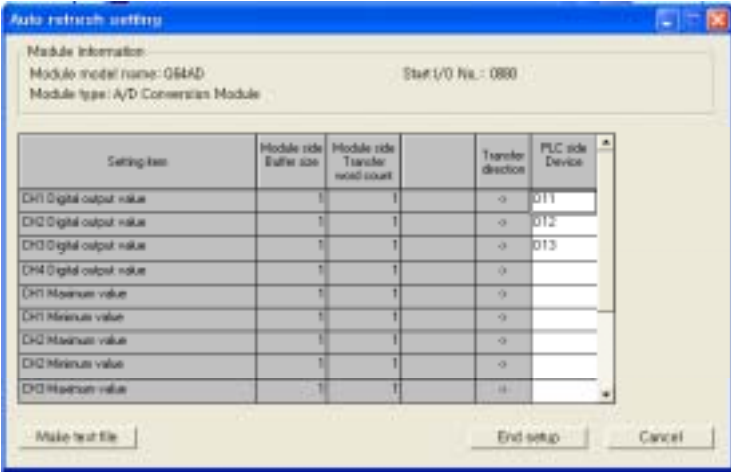 Auto refresh setting
Module information
Module model name: Q64AD
Start I/O No.: 0080
Module type: A/D Conversion Module
Setting item
Module side Buffer size
Module side Transfer word count
Transfer direction
PLC side Device
CH1 Digital output value 1 1 -> D11
CH2 Digital output value 1 1 -> D12
CH3 Digital output value 1 1 -> D13
CH4 Digital output value 1 1 ->
CH1 Maximum value 1 1 ->
CH1 Minimum value 1 1 ->
CH2 Maximum value 1 1 ->
CH2 Minimum value 1 1 ->
CH3 Maximum value 1 1 ->
Make text file
End setup
Cancel